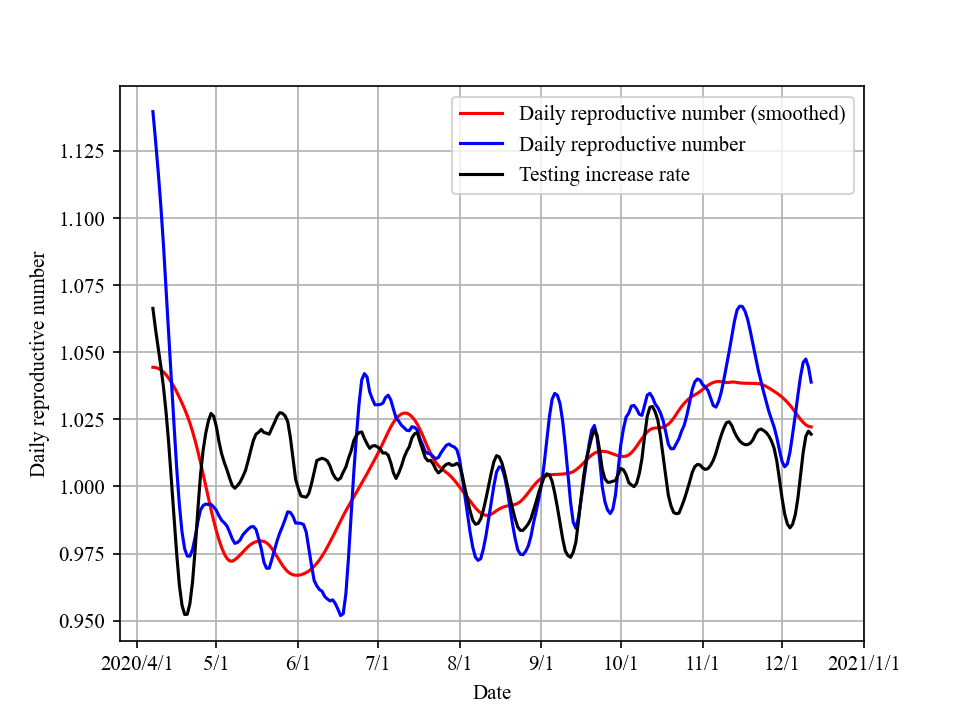 Daily reproductive number (smoothed)
Daily reproductive number
Testing increase rate
Daily reproductive number
1.125
1.100
1.075
1.050
1.025
1.000
0.975
0.950
2020/4/1 5/1 6/1 7/1 8/1 9/1 10/1 11/1 12/1 2021/1/1
Date